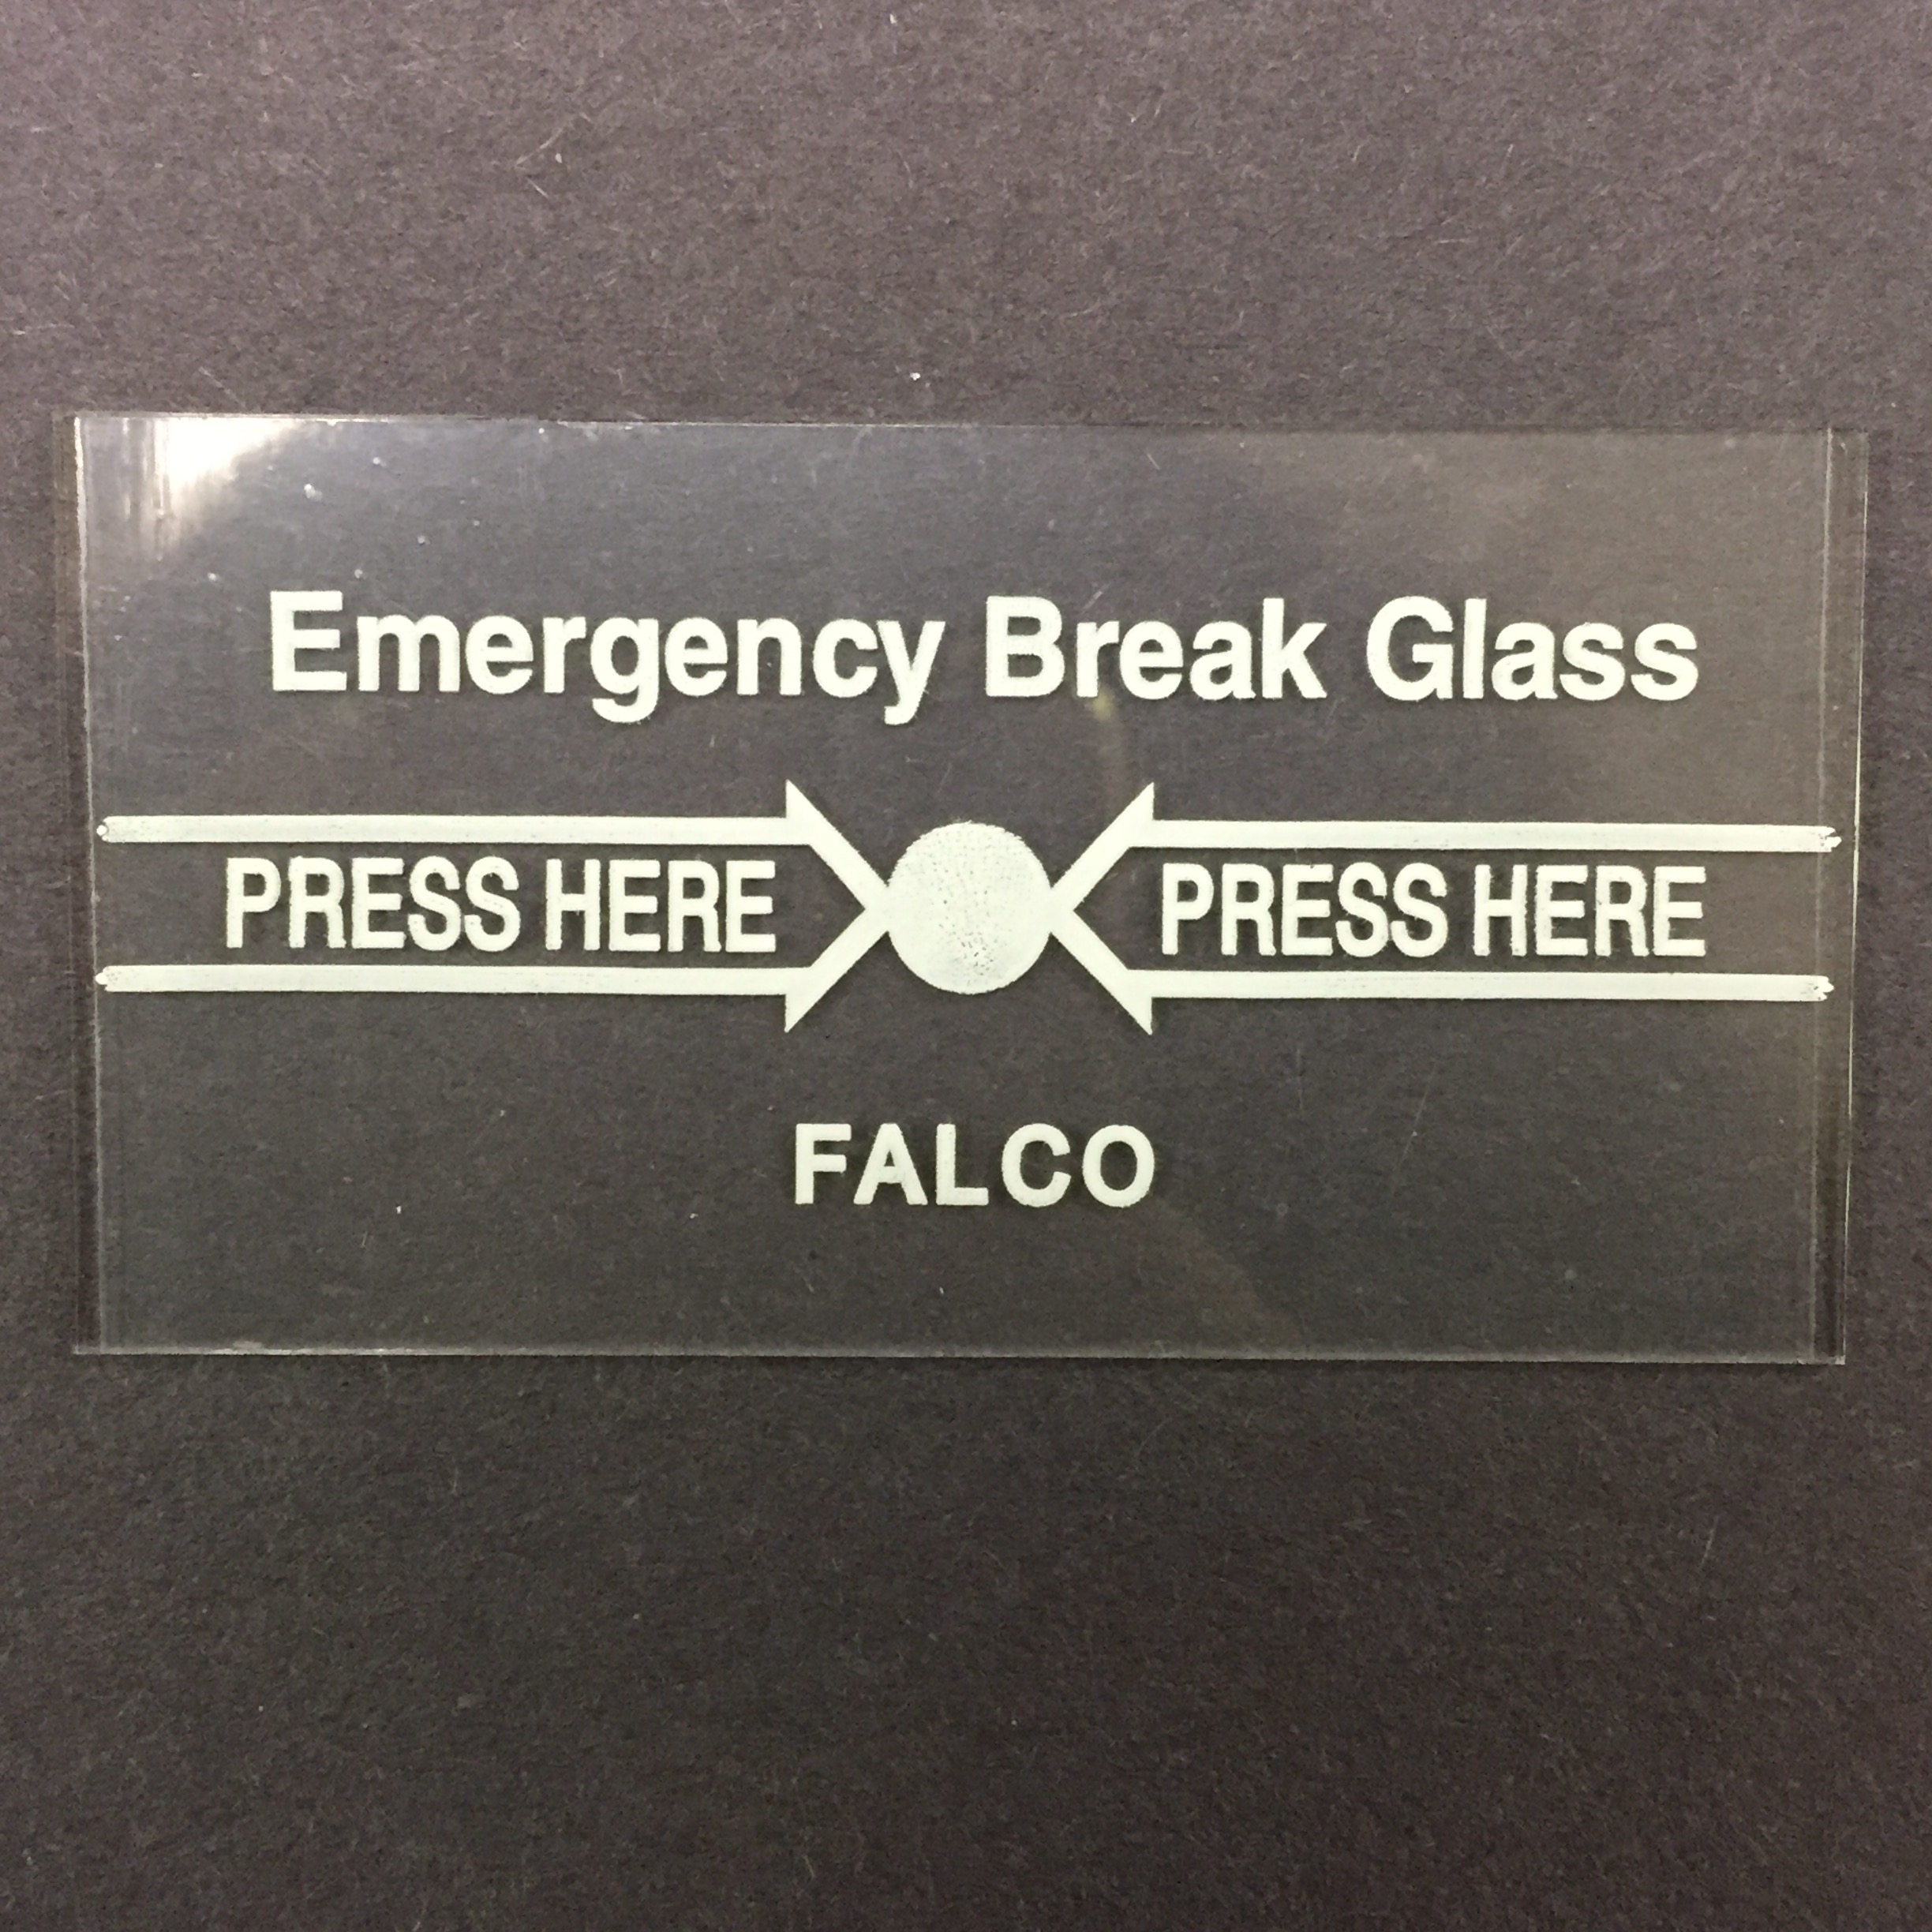 Emergency Break Glass
PRESS HERE PRESS HERE
FALCO